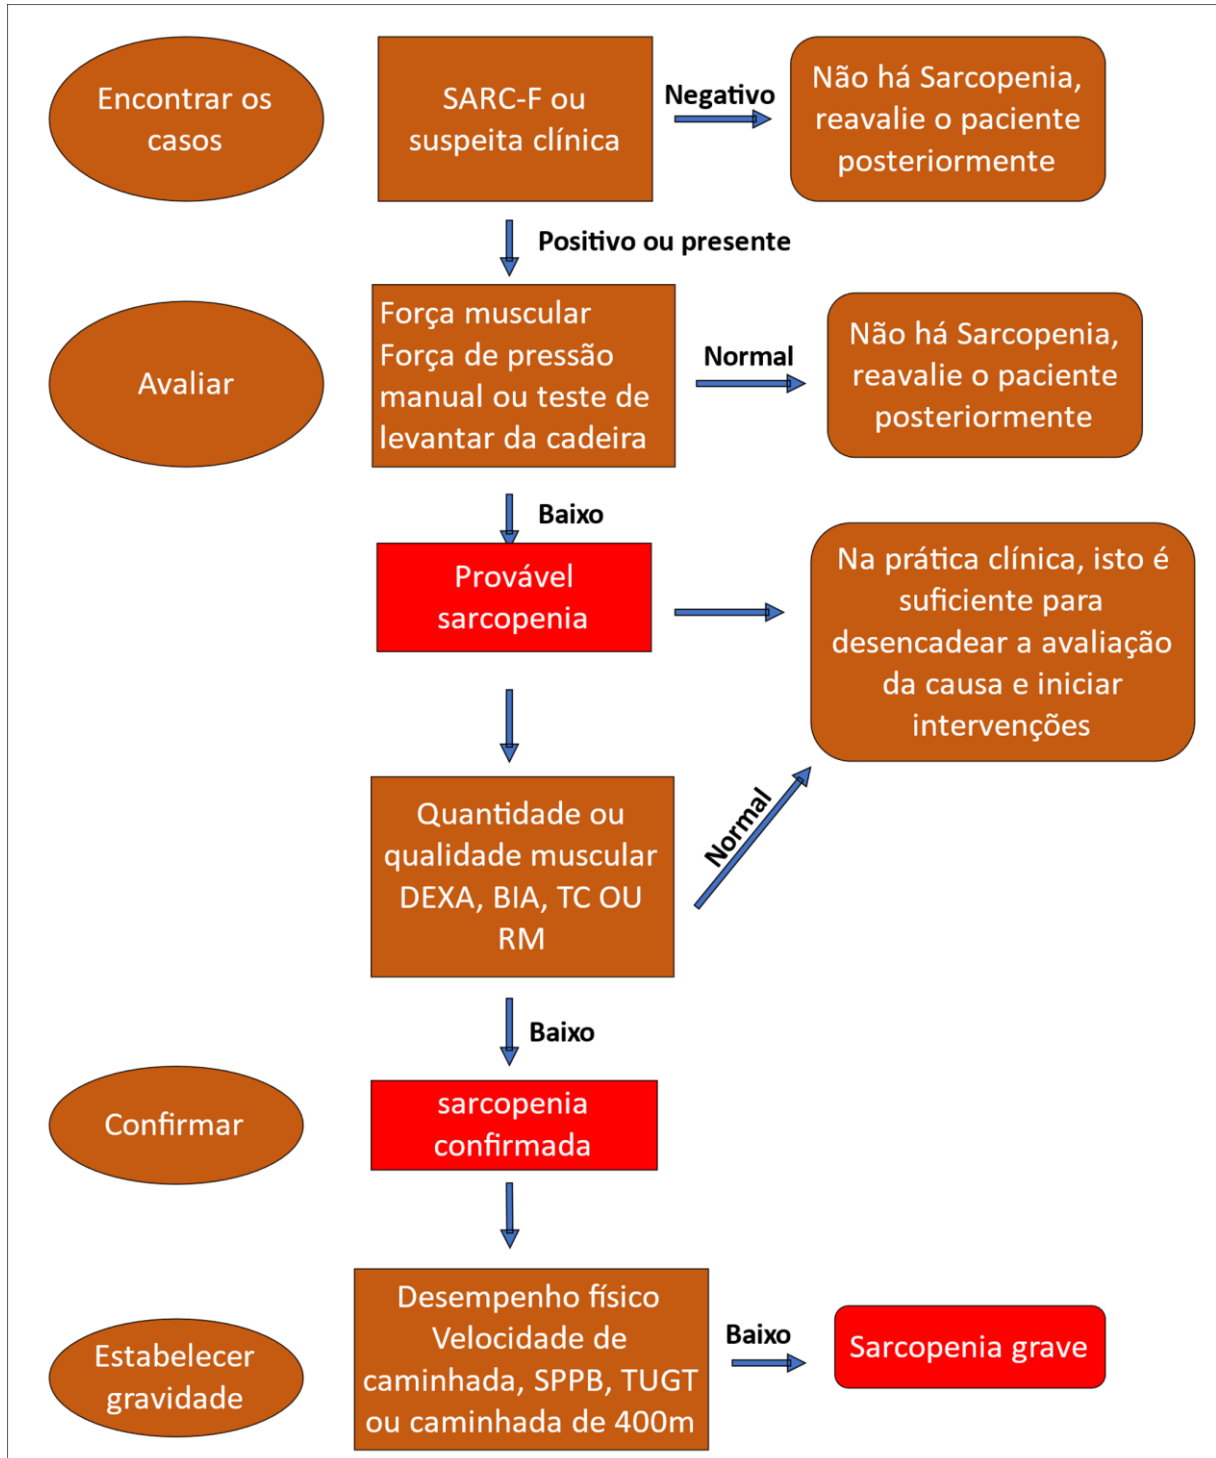 Encontrar os
casos
SARC-F ou
suspeita clínica
Negativo
Não há Sarcopenia,
reavalie o paciente
posteriormente
Positivo ou presente
Avaliar
Força muscular
Força de pressão
manual ou teste de
levantar da cadeira
Normal
Não há Sarcopenia,
reavalie o paciente
posteriormente
Baixo
Provável
sarcopenia
Na prática clínica, isto é
suficiente para
desencadear a avaliação
da causa e iniciar
intervenções
Quantidade ou
qualidade muscular
DEXA, BIA, TC OU
RM
Normal
Baixo
Confirmar
sarcopenia
confirmada
Estabelecer
gravidade
Desempenho físico
Velocidade de
caminhada, SPPB, TUGT
ou caminhada de 400m
Baixo
Sarcopenia grave